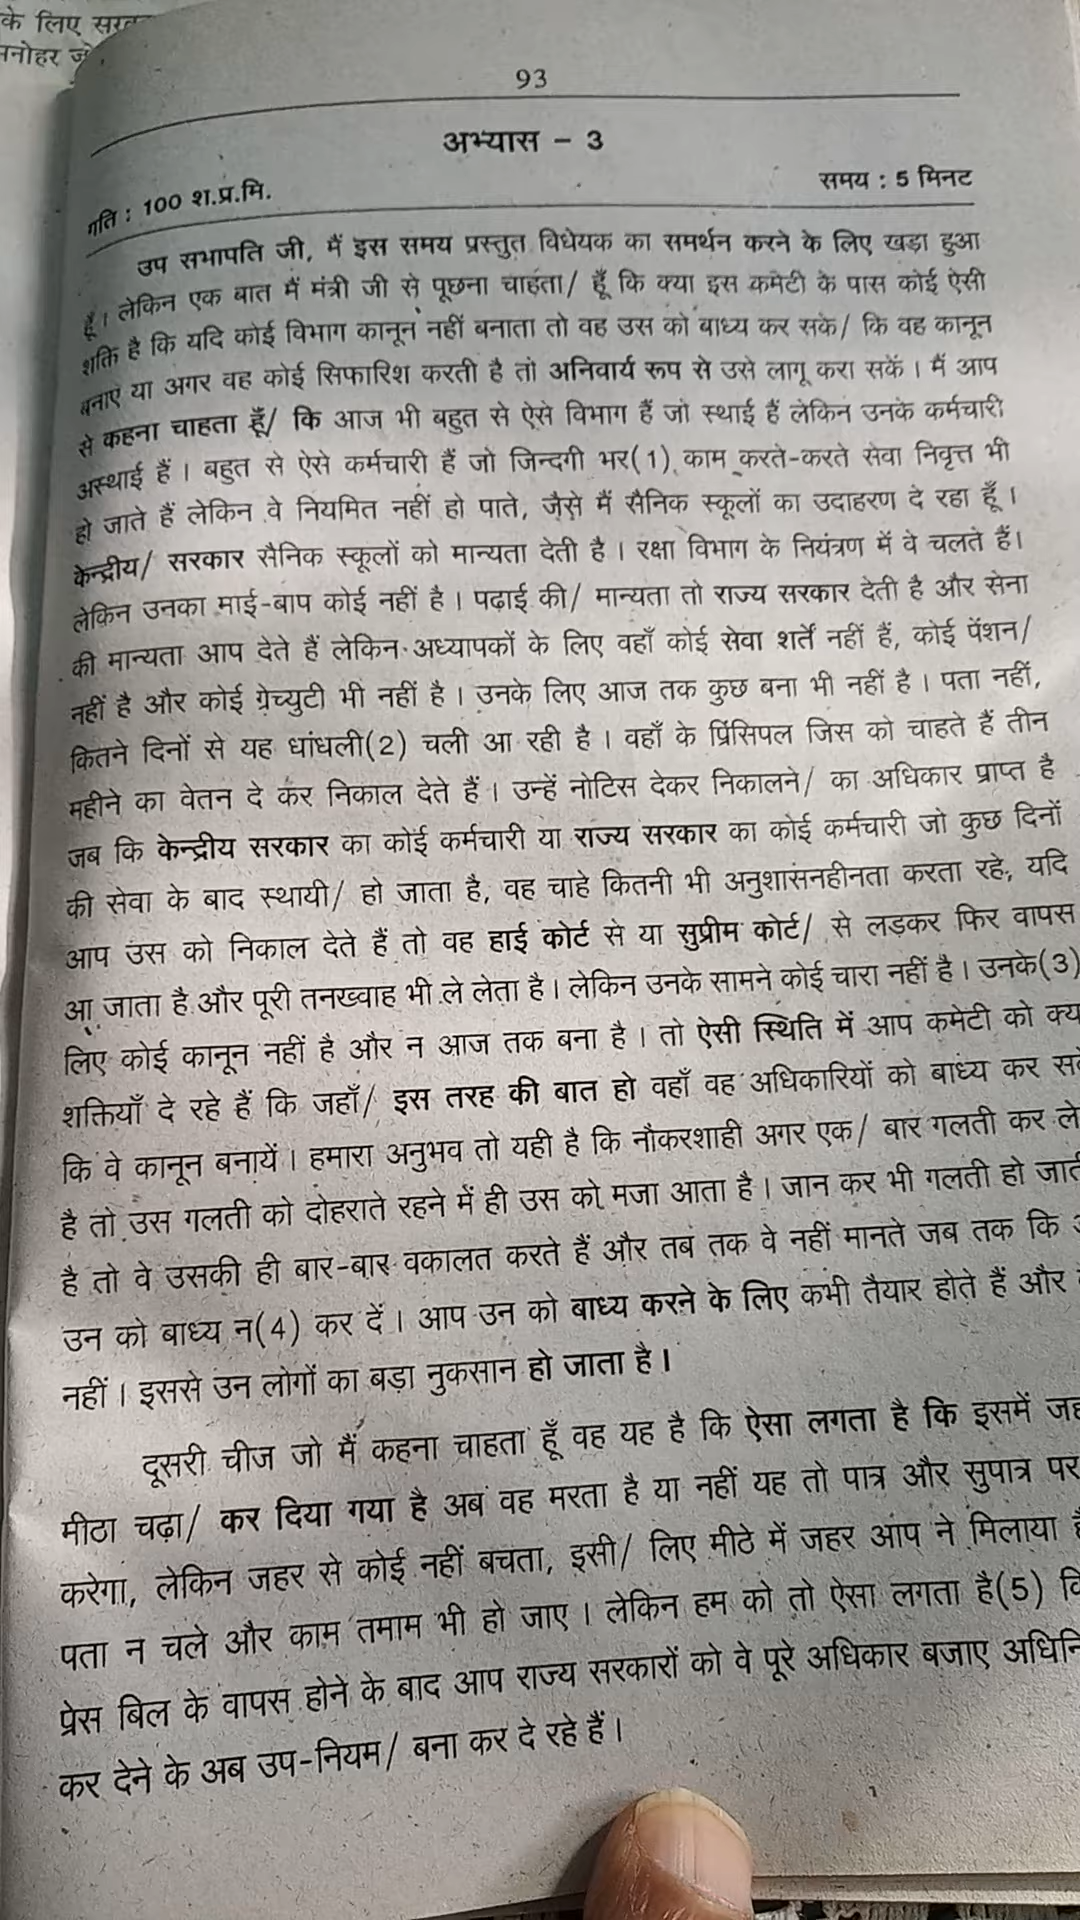 के लिए
मनोहर
93
अभ्यास – 3
गति : 100 श.प्र.मि. समय : 5 मिनट
उप सभापति जी, मैं इस समय प्रस्तुत विधेयक का समर्थन करने के लिए खड़ा हुआ
हूँ। लेकिन एक बात मैं मंत्री जी से पूछना चाहता/ हूँ कि क्या इस कमेटी के पास कोई ऐसी
शक्ति है कि यदि कोई विभाग कानून नहीं बनाता तो वह उस को बाध्य कर सके/ कि वह कानून
बनाए या अगर वह कोई सिफारिश करती है तो अनिवार्य रूप से उसे लागू करा सकें। मैं आप
से कहना चाहता हूँ/ कि आज भी बहुत से ऐसे विभाग हैं जो स्थाई हैं लेकिन उनके कर्मचारी
अस्थाई हैं। बहुत से ऐसे कर्मचारी हैं जो जिन्दगी भर(1) काम करते-करते सेवा निवृत्त भी
हो जाते हैं लेकिन वे नियमित नहीं हो पाते, जैसे मैं सैनिक स्कूलों का उदाहरण दे रहा हूँ।
केन्द्रीय/ सरकार सैनिक स्कूलों को मान्यता देती है। रक्षा विभाग के नियंत्रण में वे चलते हैं।
लेकिन उनका माई-बाप कोई नहीं है। पढ़ाई की/ मान्यता तो राज्य सरकार देती है और सेना
की मान्यता आप देते हैं लेकिन अध्यापकों के लिए वहाँ कोई सेवा शर्तें नहीं हैं, कोई पेंशन/
नहीं है और कोई ग्रेच्युटी भी नहीं है। उनके लिए आज तक कुछ बना भी नहीं है। पता नहीं,
कितने दिनों से यह धांधली(2) चली आ रही है। वहाँ के प्रिंसिपल जिस को चाहते हैं तीन
महीने का वेतन दे कर निकाल देते हैं। उन्हें नोटिस देकर निकालने/ का अधिकार प्राप्त है
जब कि केन्द्रीय सरकार का कोई कर्मचारी या राज्य सरकार का कोई कर्मचारी जो कुछ दिनों
की सेवा के बाद स्थायी/ हो जाता है, वह चाहे कितनी भी अनुशासनहीनता करता रहे, यदि
आप उस को निकाल देते हैं तो वह हाई कोर्ट से या सुप्रीम कोर्ट/ से लड़कर फिर वापस
आ जाता है और पूरी तनख्वाह भी ले लेता है। लेकिन उनके सामने कोई चारा नहीं है। उनके(3)
लिए कोई कानून नहीं है और न आज तक बना है। तो ऐसी स्थिति में आप कमेटी को
शक्तियाँ दे रहे हैं कि जहाँ/ इस तरह की बात हो वहाँ वह अधिकारियों को बाध्य कर
कि वे कानून बनायें। हमारा अनुभव तो यही है कि नौकरशाही अगर एक/ बार गलती कर
है तो उस गलती को दोहराते रहने में ही उस को मजा आता है। जान कर भी गलती हो
है तो वे उसकी ही बार-बार वकालत करते हैं और तब तक वे नहीं मानते जब तक कि
उन को बाध्य न(4) कर दें। आप उन को बाध्य करने के लिए कभी तैयार होते हैं और
नहीं। इससे उन लोगों का बड़ा नुकसान हो जाता है।
दूसरी चीज जो मैं कहना चाहता हूँ वह यह है कि ऐसा लगता है कि इसमें
मीठा चढ़ा/ कर दिया गया है अब वह मरता है या नहीं यह तो पात्र और सुपात्र पर
करेगा, लेकिन जहर से कोई नहीं बचता, इसी/ लिए मीठे में जहर आप ने मिलाया
पता न चले और काम तमाम भी हो जाए। लेकिन हम को तो ऐसा लगता है(5)
प्रेस बिल के वापस होने के बाद आप राज्य सरकारों को वे पूरे अधिकार बजाए
कर देने के अब उप-नियम/ बना कर दे रहे हैं।